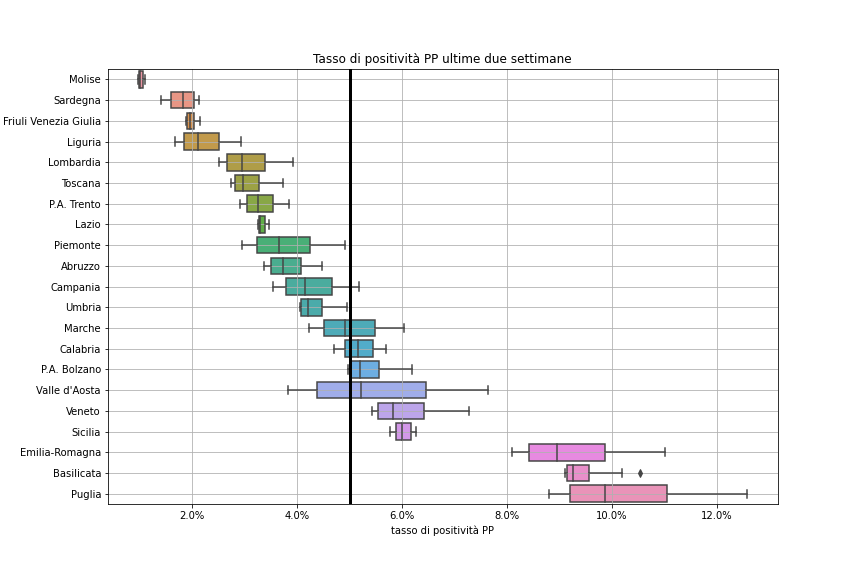 Tasso di positività PP ultime due settimane
Molise
Sardegna
Friuli Venezia Giulia
Liguria
Lombardia
Toscana
P.A. Trento
Lazio
Piemonte
Abruzzo
Campania
Umbria
Marche
Calabria
P.A. Bolzano
Valle d'Aosta
Veneto
Sicilia
Emilia-Romagna
Basilicata
Puglia
2.0% 4.0% 6.0% 8.0% 10.0% 12.0%
tasso di positività PP